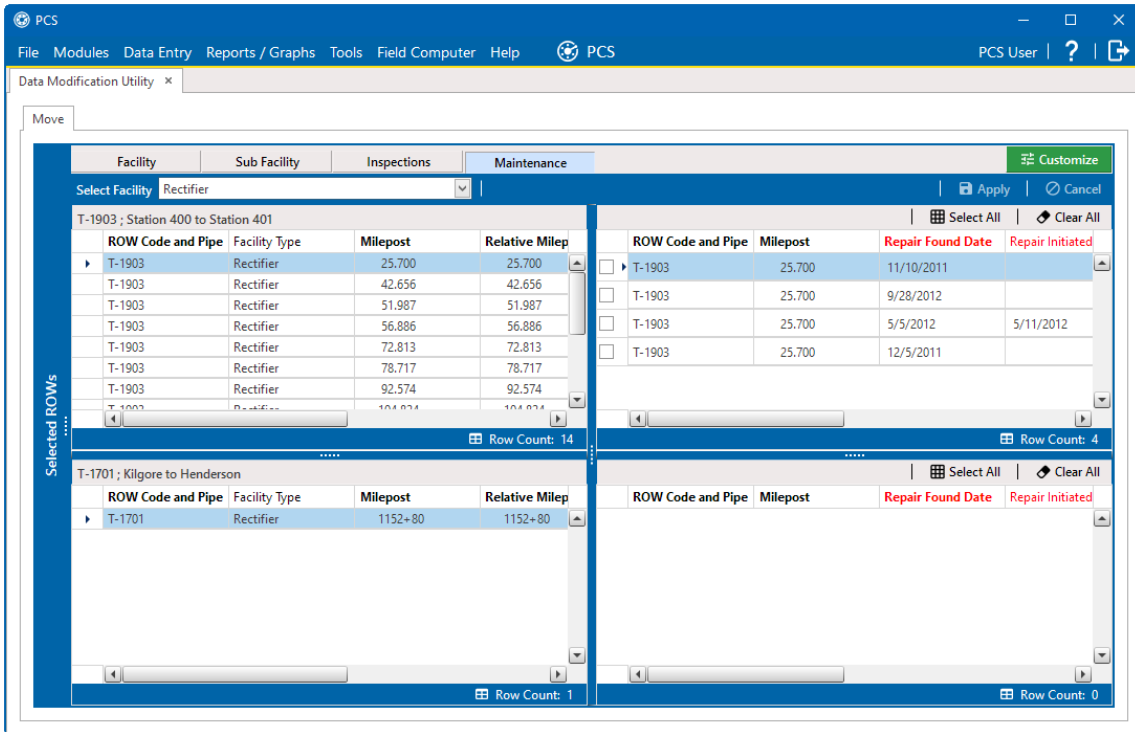 PCS
File Modules Data Entry Reports / Graphs Tools Field Computer Help PCS PCS User | ? |
Data Modification Utility ×
Move
Facility Sub Facility Inspections Maintenance Customize
Select Facility Rectifier | | Apply | Cancel
T-1903 ; Station 400 to Station 401 | Select All | Clear All
ROW Code and Pipe Facility Type Milepost Relative Milep ROW Code and Pipe Milepost Repair Found Date Repair Initiated
T-1903 Rectifier 25.700 25.700 T-1903 25.700 11/10/2011
T-1903 Rectifier 42.656 42.656
T-1903 25.700 9/28/2012
T-1903 Rectifier 51.987 51.987
T-1903 Rectifier 56.886 56.886 T-1903 25.700 5/5/2012 5/11/2012
T-1903 Rectifier 72.813 72.813 T-1903 25.700 12/5/2011
T-1903 Rectifier 78.717 78.717
T-1903 Rectifier 92.574 92.574
T-1903 Rectifier 104.824 104.824
Selected ROWs
Row Count: 14 Row Count: 4
T-1701 ; Kilgore to Henderson | Select All | Clear All
ROW Code and Pipe Facility Type Milepost Relative Milep ROW Code and Pipe Milepost Repair Found Date Repair Initiated
T-1701 Rectifier 1152+80 1152+80
Row Count: 1 Row Count: 0